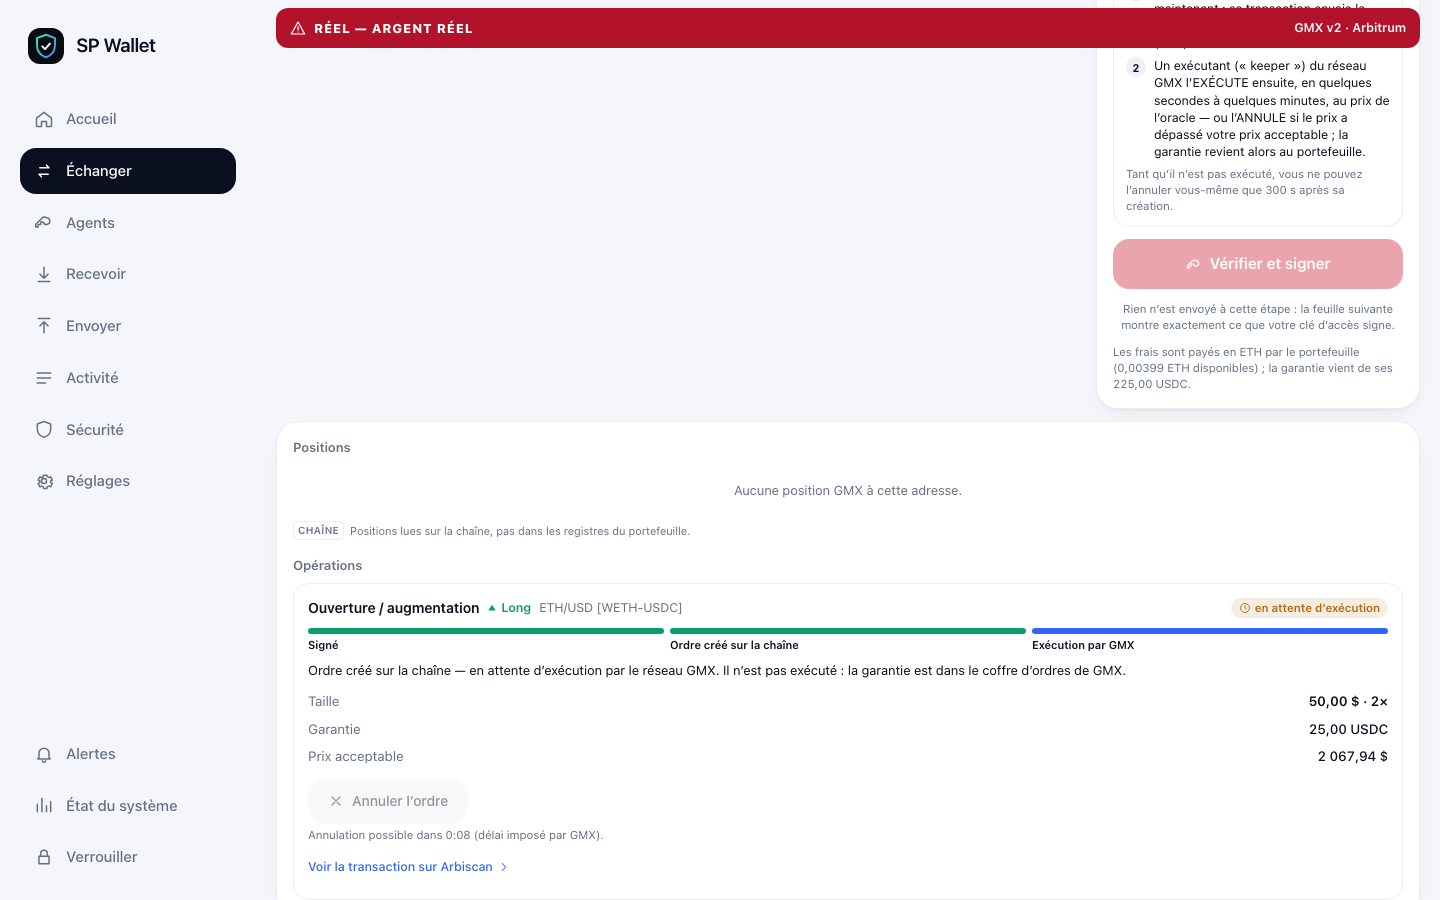 SP Wallet
Accueil
Échanger
Agents
Recevoir
Envoyer
Activité
Sécurité
Réglages
Alertes
État du système
Verrouiller
RÉEL — ARGENT RÉEL
GMX v2 · Arbitrum
2 Un exécutant (« keeper ») du réseau
GMX l’EXÉCUTE ensuite, en quelques
secondes à quelques minutes, au prix de
l’oracle — ou l’ANNULE si le prix a
dépassé votre prix acceptable ; la
garantie revient alors au portefeuille.
Tant qu’il n’est pas exécuté, vous ne pouvez
l’annuler vous-même que 300 s après sa
création.
Vérifier et signer
Rien n’est envoyé à cette étape : la feuille suivante
montre exactement ce que votre clé d’accès signe.
Les frais sont payés en ETH par le portefeuille
(0,00399 ETH disponibles) ; la garantie vient de ses
225,00 USDC.
Positions
Aucune position GMX à cette adresse.
CHAÎNE Positions lues sur la chaîne, pas dans les registres du portefeuille.
Opérations
Ouverture / augmentation Long ETH/USD [WETH-USDC] en attente d’exécution
Signé Ordre créé sur la chaîne Exécution par GMX
Ordre créé sur la chaîne — en attente d’exécution par le réseau GMX. Il n’est pas exécuté : la garantie est dans le coffre d’ordres de GMX.
Taille 50,00 $ · 2×
Garantie 25,00 USDC
Prix acceptable 2 067,94 $
Annuler l’ordre
Annulation possible dans 0:08 (délai imposé par GMX).
Voir la transaction sur Arbiscan